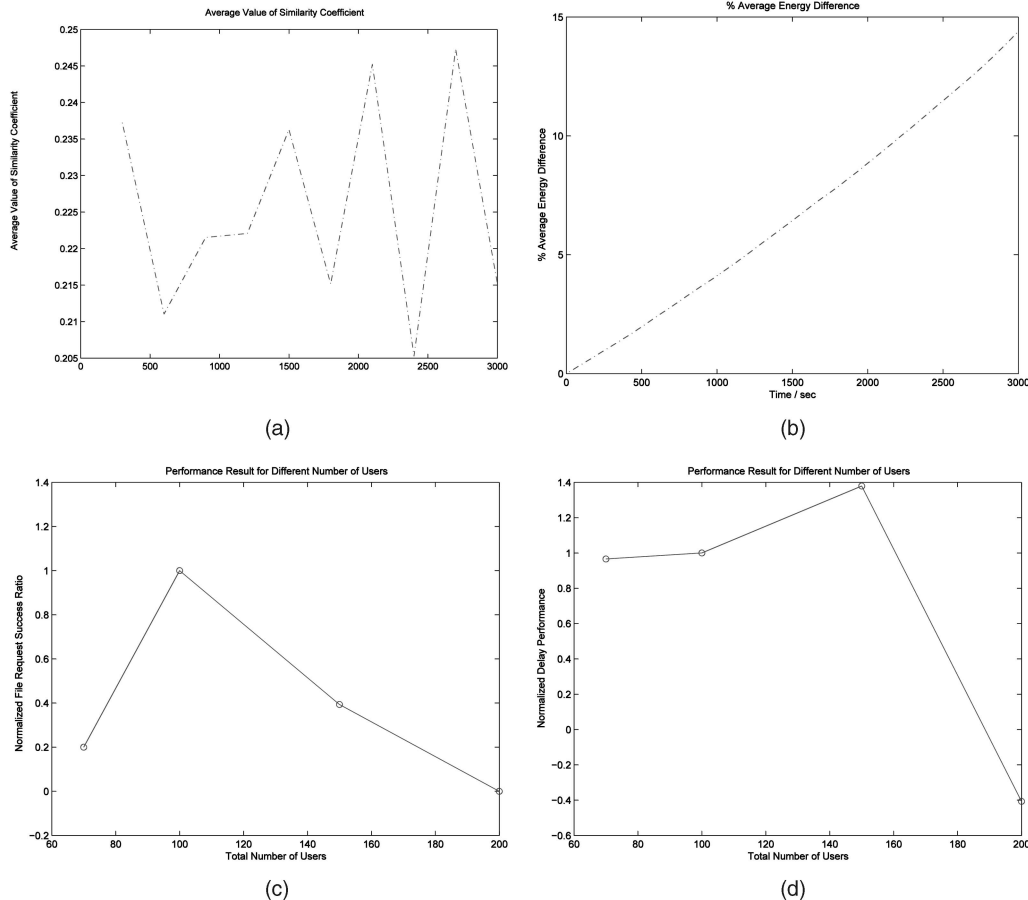 Average Value of Similarity Coefficient
0.25
0.245
0.24
0.235
0.23
0.225
0.22
0.215
0.21
0.205
Average Value of Similarity Coefficient
0 500 1000 1500 2000 2500 3000
(a)
% Average Energy Difference
15
10
5
0
% Average Energy Difference
0 500 1000 1500 2000 2500 3000
Time / sec
(b)
Performance Result for Different Number of Users
1.4
1.2
1
0.8
0.6
0.4
0.2
0
−0.2
Normalized File Request Success Ratio
60 80 100 120 140 160 180 200
Total Number of Users
(c)
Performance Result for Different Number of Users
1.4
1.2
1
0.8
0.6
0.4
0.2
0
−0.2
−0.4
−0.6
Normalized Delay Performance
60 80 100 120 140 160 180 200
Total Number of Users
(d)